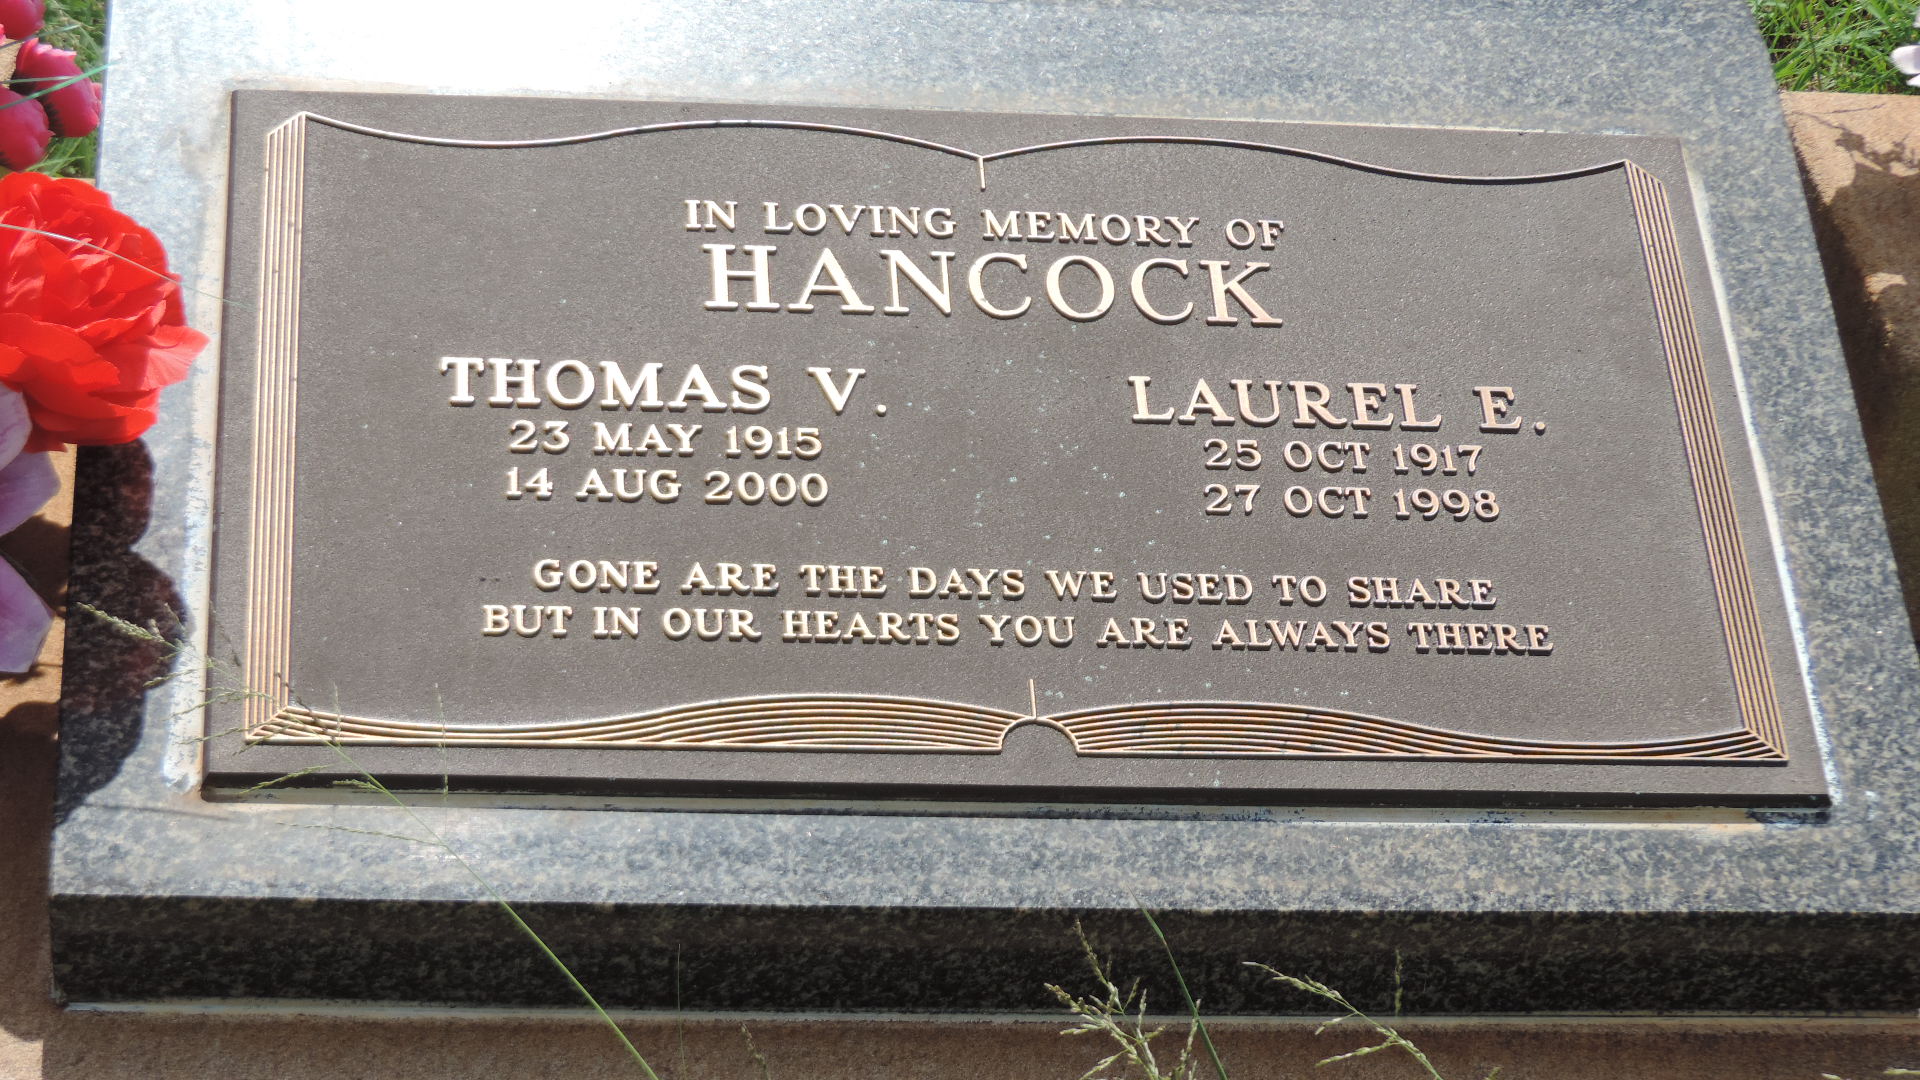 IN LOVING MEMORY OF
HANCOCK
THOMAS V.
23 MAY 1915
14 AUG 2000
LAUREL E.
25 OCT 1917
27 OCT 1998
GONE ARE THE DAYS WE USED TO SHARE
BUT IN OUR HEARTS YOU ARE ALWAYS THERE